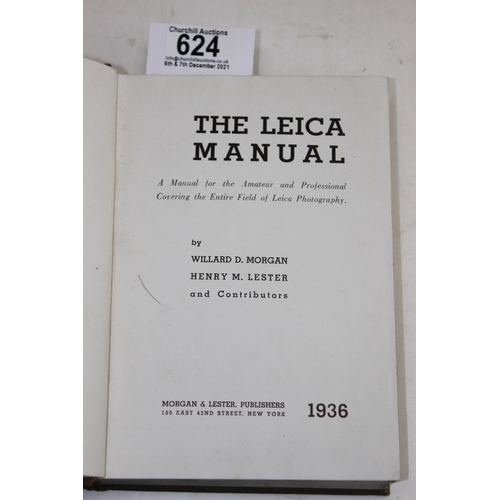 Churchill Auctions
624
info@churchillauctions.co.uk
6th & 7th December 2021
THE LEICA
MANUAL
A Manual for the Amateur and Professional
Covering the Entire Field of Leica Photography.
by
WILLARD D. MORGAN
HENRY M. LESTER
and Contributors
MORGAN & LESTER, PUBLISHERS
100 EAST 42ND STREET, NEW YORK
1936